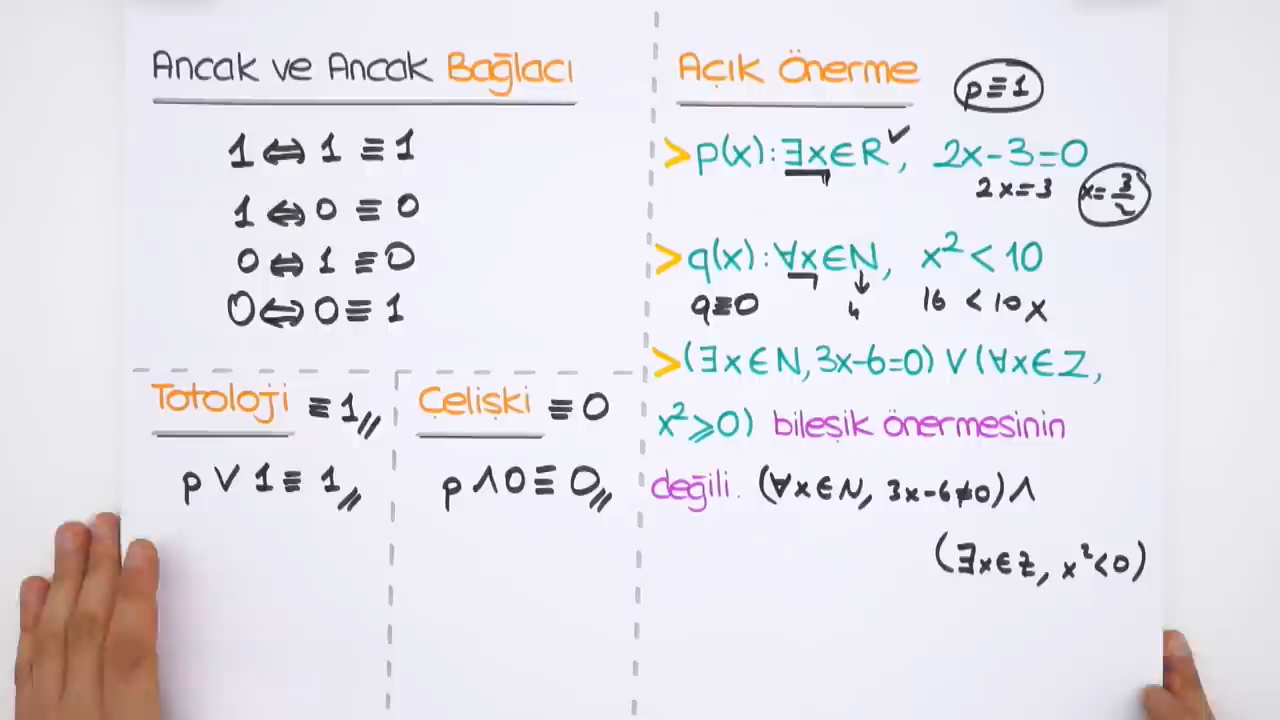 Ancak ve Ancak Bağlacı
1 ⇔ 1 ≡ 1
1 ⇔ 0 ≡ 0
0 ⇔ 1 ≡ 0
0 ⇔ 0 ≡ 1
Totoloji ≡ 1
p ∨ 1 ≡ 1
Çelişki ≡ 0
p ∧ 0 ≡ 0
Açık Önerme p ≡ 1
> p(x): ∃x∈R ✓, 2x-3=0
2x=3 x=3/2
> q(x): ∀x∈N, x² < 10
q≡0 ↓ 4 16 < 10 x
> (∃x∈N, 3x-6=0) ∨ (∀x∈Z,
x² ⩾ 0) bileşik önermesinin
değili. (∀x∈N, 3x-6≠0) ∧
(∃x∈Z, x²<0)